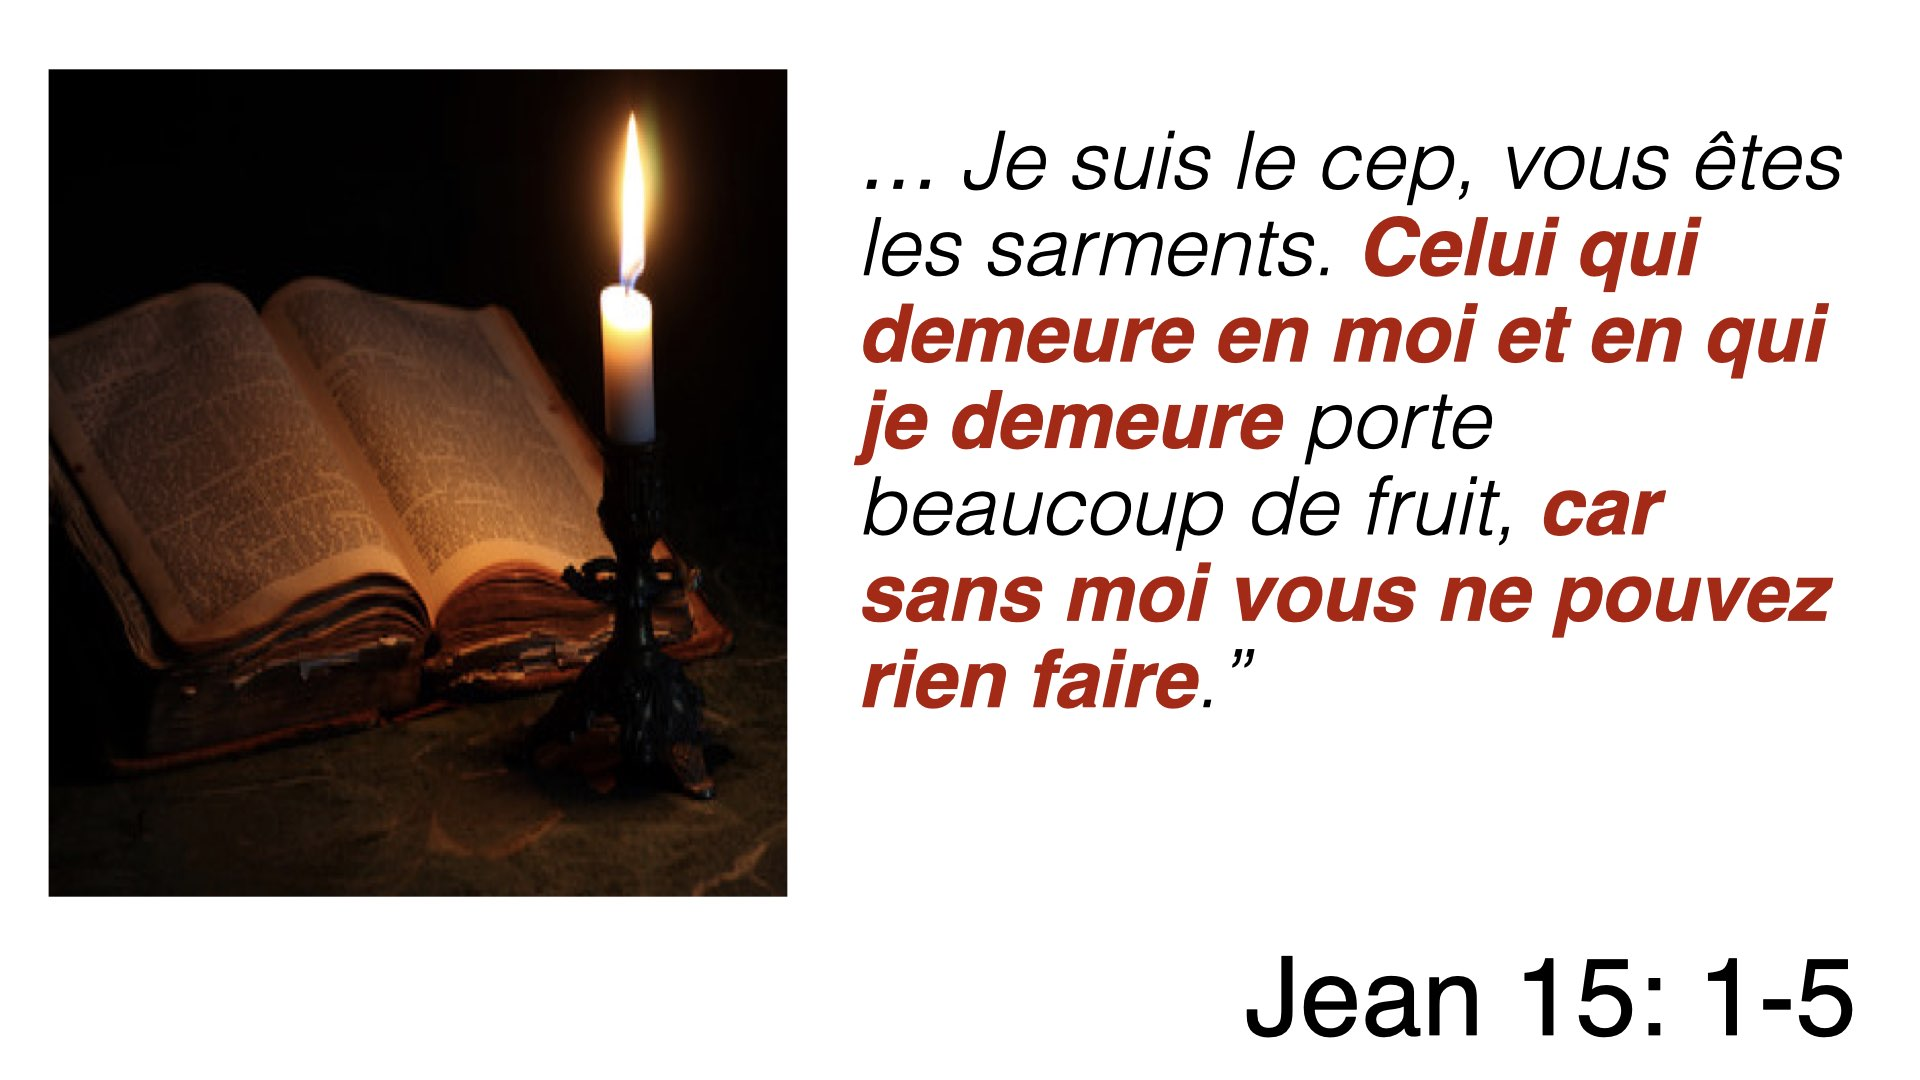 ... Je suis le cep, vous êtes
les sarments. Celui qui
demeure en moi et en qui
je demeure porte
beaucoup de fruit, car
sans moi vous ne pouvez
rien faire.”
Jean 15: 1-5